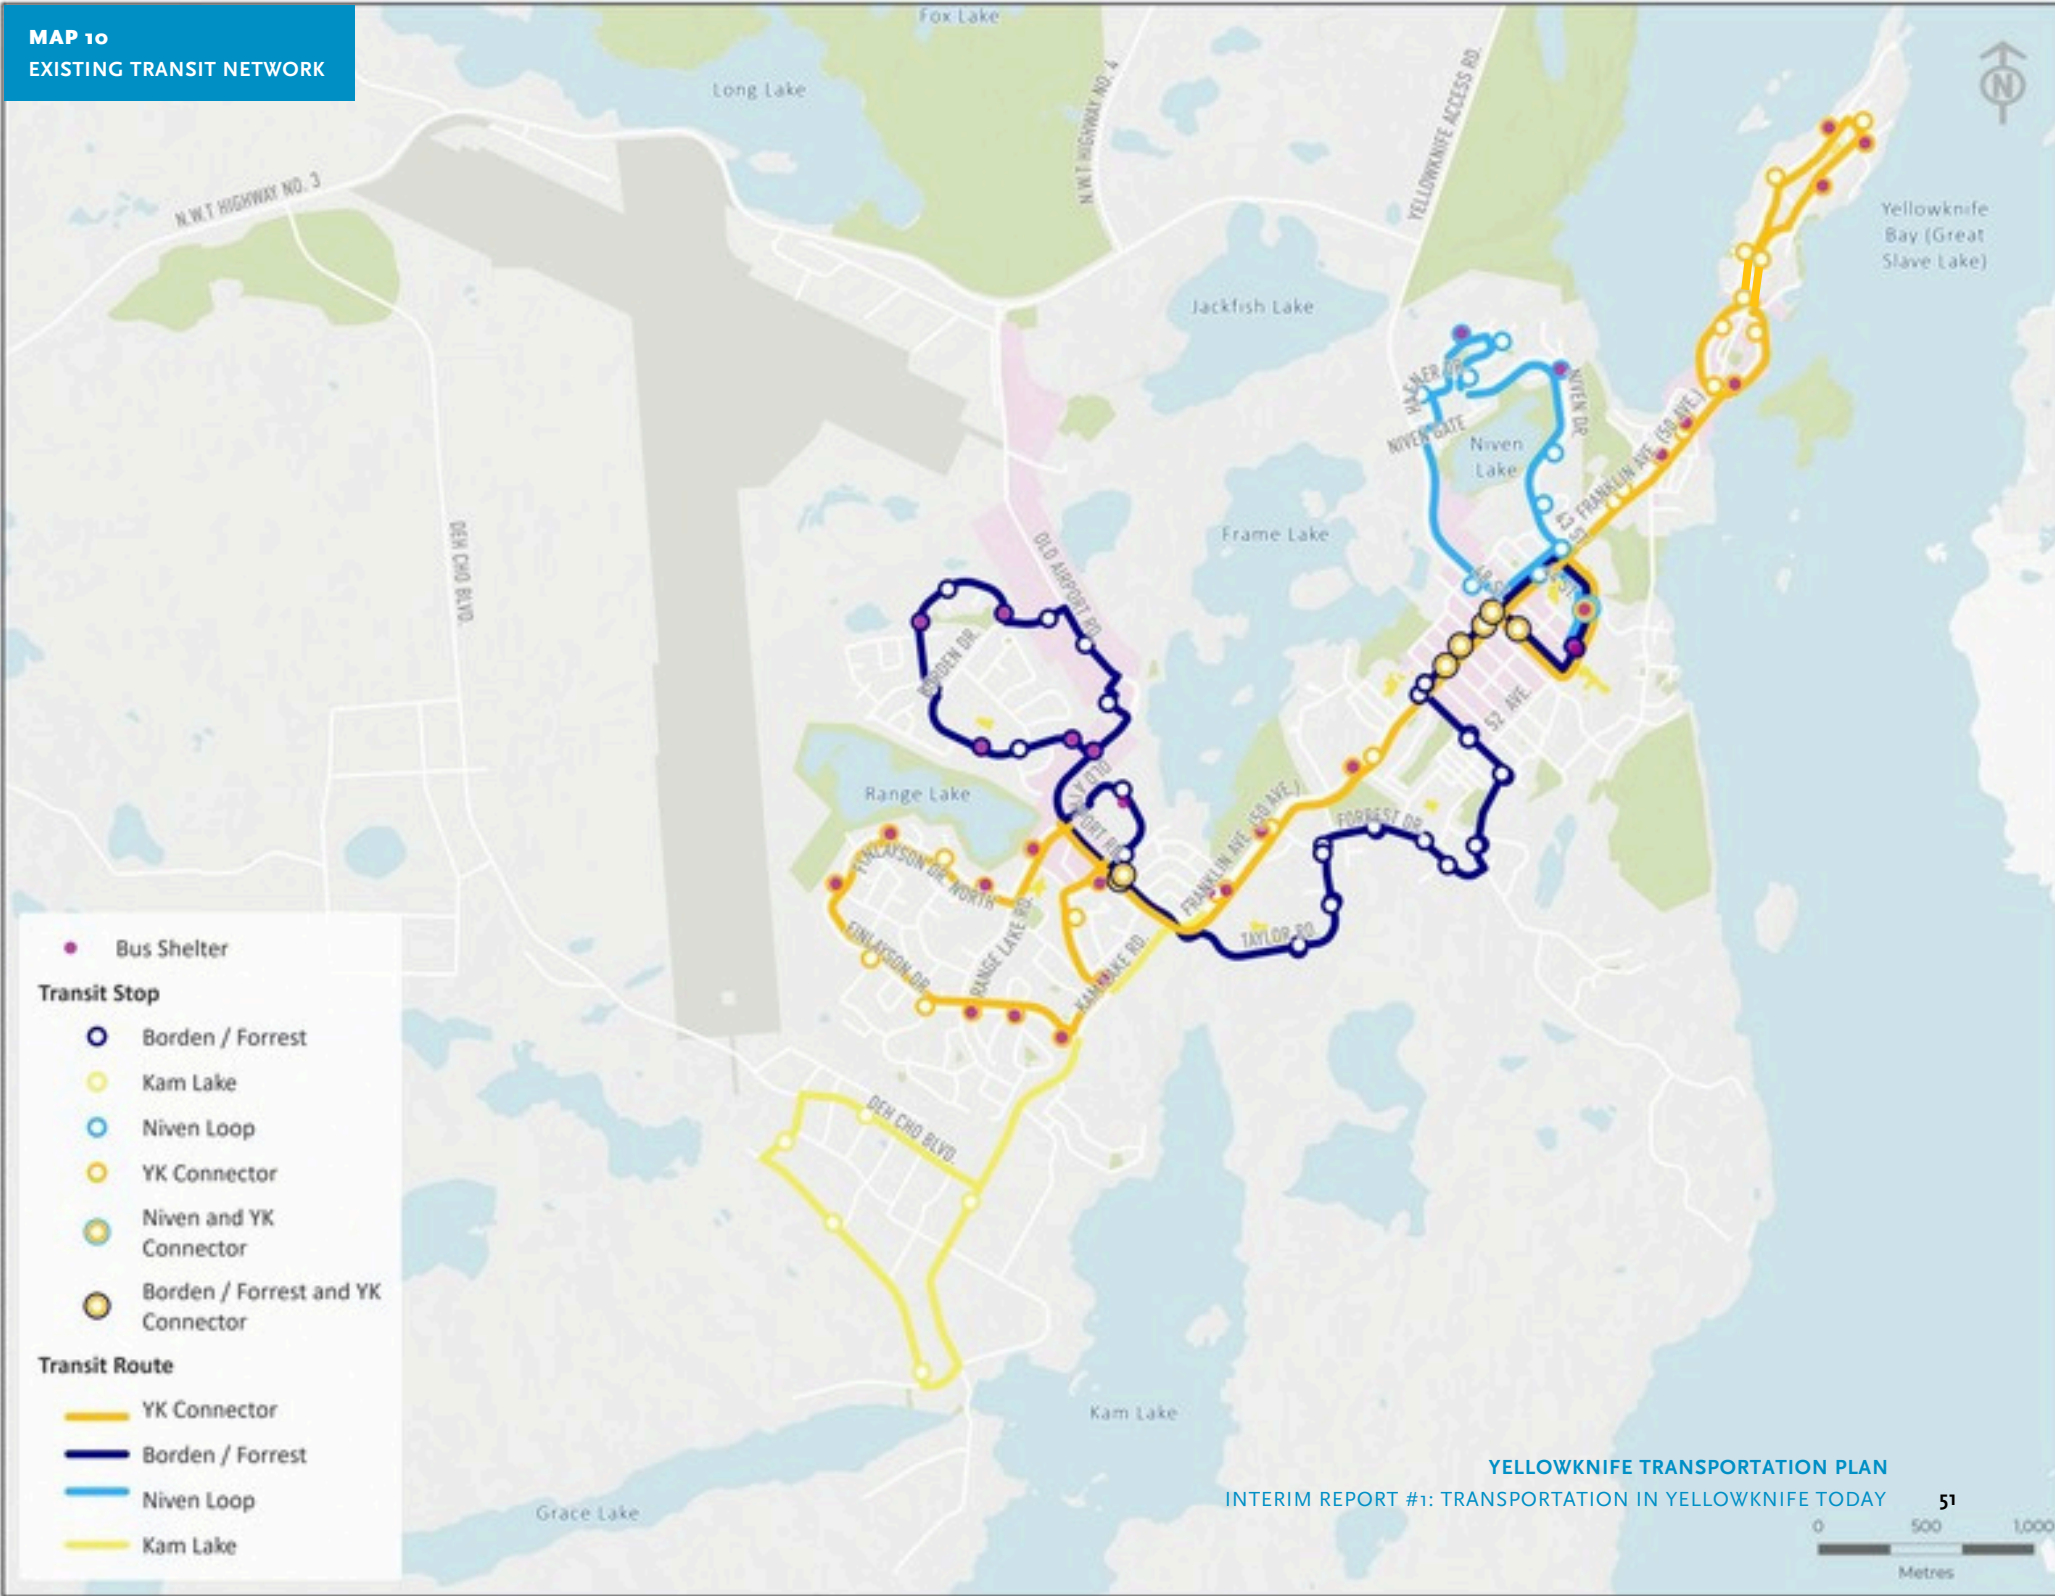 MAP 10
EXISTING TRANSIT NETWORK
Fox Lake
Long Lake
N.W.T HIGHWAY NO. 4
YELLOWKNIFE ACCESS RD.
N
N.W.T HIGHWAY NO. 3
Yellowknife
Bay (Great
Slave Lake)
Jackfish Lake
NIVEN DR.
NIVEN GATE
Niven
Lake
FRANKLIN AVE. (50 AVE.)
Frame Lake
OLD AIRPORT RD.
DEH CHO BLVD.
BORDEN DR.
52 AVE.
Range Lake
OLD AIRPORT RD.
FORREST DR.
FRANKLIN AVE. (50 AVE.)
FINLAYSON DR. NORTH
FINLAYSON DR.
RANGE LAKE RD.
KAM LAKE RD.
TAYLOR RD.
DEH CHO BLVD.
Kam Lake
Grace Lake
Bus Shelter
Transit Stop
Borden / Forrest
Kam Lake
Niven Loop
YK Connector
Niven and YK
Connector
Borden / Forrest and YK
Connector
Transit Route
YK Connector
Borden / Forrest
Niven Loop
Kam Lake
YELLOWKNIFE TRANSPORTATION PLAN
INTERIM REPORT #1: TRANSPORTATION IN YELLOWKNIFE TODAY
51
0 500 1,000
Metres